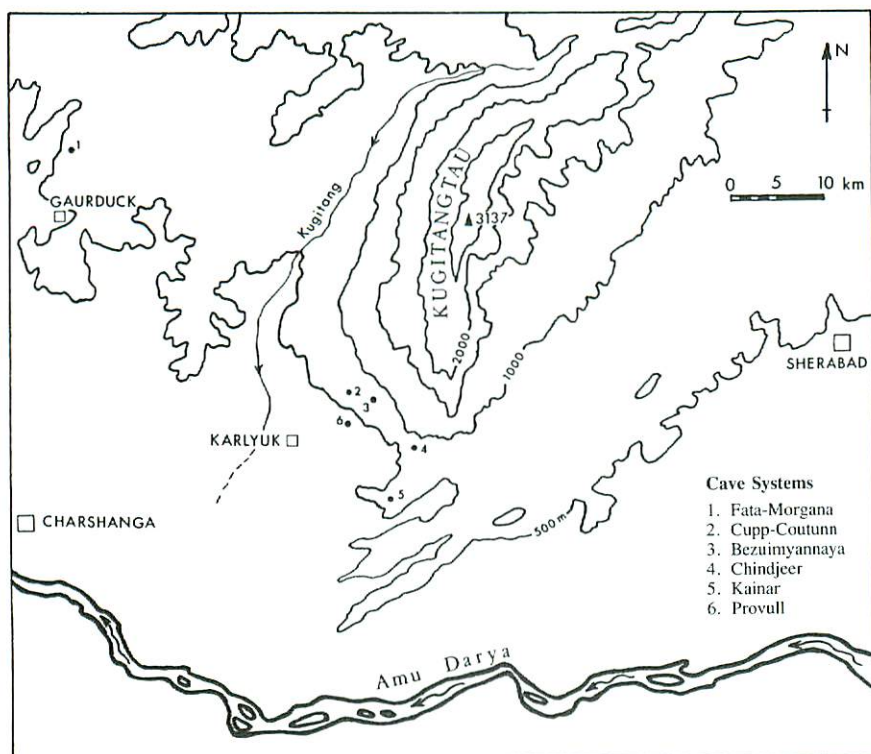 N
1
GAURDUCK
Kugitang
KUGITANGTAU
3137
0 5 10 km
2000
1000
SHERABAD
2
3
6
KARLYUK
4
5
500m
CHARSHANGA
Cave Systems
1. Fata-Morgana
2. Cupp-Coutunn
3. Bezuimyannaya
4. Chindjeer
5. Kainar
6. Provull
Amu Darya